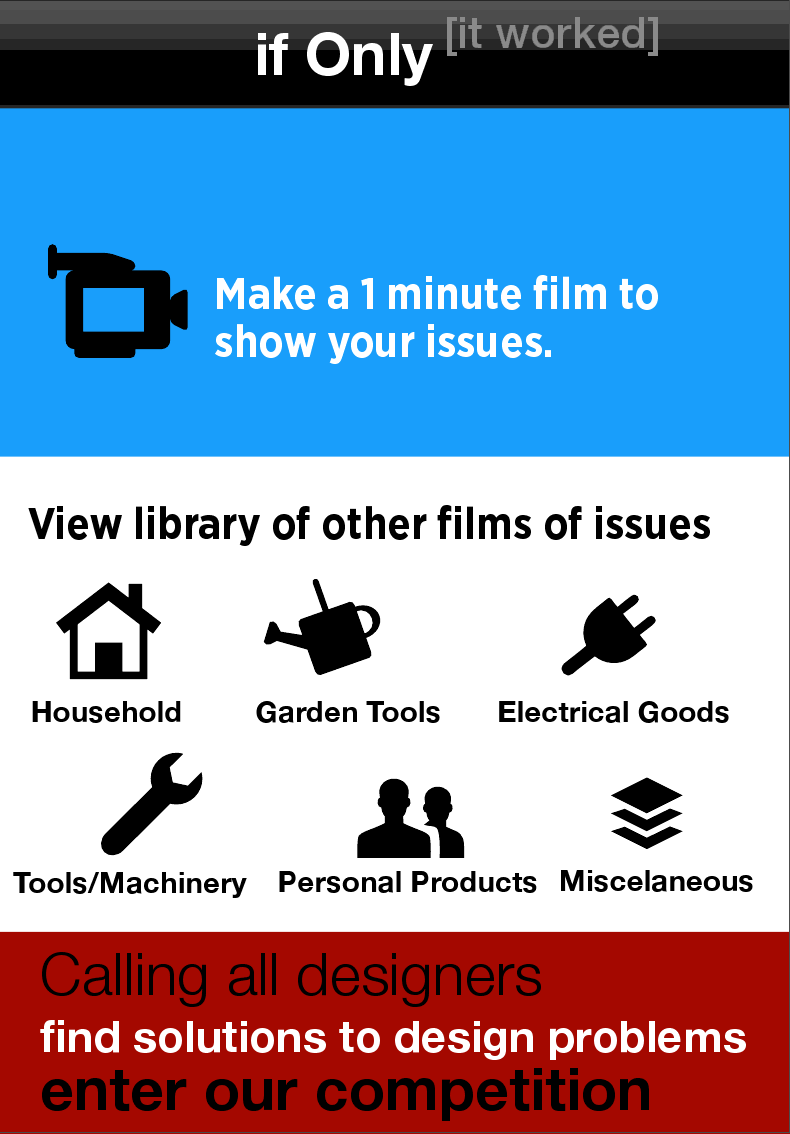 if Only [it worked]
Make a 1 minute film to
show your issues.
View library of other films of issues
Household Garden Tools Electrical Goods
Tools/Machinery Personal Products Miscelaneous
Calling all designers
find solutions to design problems
enter our competition